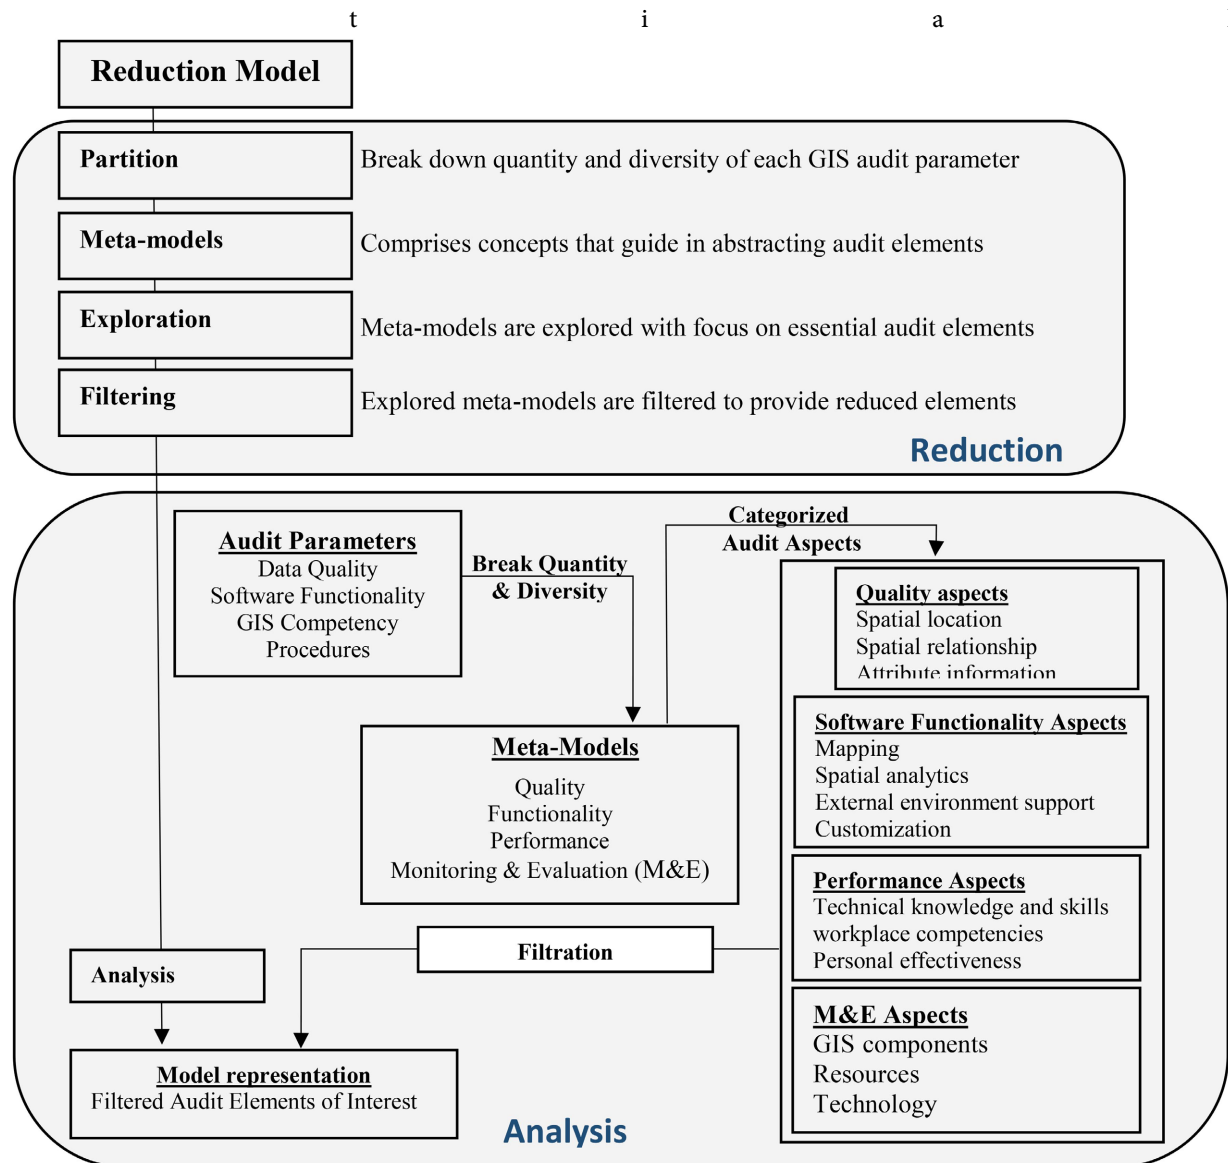 t i a
Reduction Model
Partition
Break down quantity and diversity of each GIS audit parameter
Meta-models
Comprises concepts that guide in abstracting audit elements
Exploration
Meta-models are explored with focus on essential audit elements
Filtering
Explored meta-models are filtered to provide reduced elements
Reduction
Audit Parameters
Data Quality
Software Functionality
GIS Competency
Procedures
Break Quantity
& Diversity
Categorized
Audit Aspects
Meta-Models
Quality
Functionality
Performance
Monitoring & Evaluation (M&E)
Quality aspects
Spatial location
Spatial relationship
Attribute information
Software Functionality Aspects
Mapping
Spatial analytics
External environment support
Customization
Performance Aspects
Technical knowledge and skills
workplace competencies
Personal effectiveness
M&E Aspects
GIS components
Resources
Technology
Filtration
Analysis
Model representation
Filtered Audit Elements of Interest
Analysis